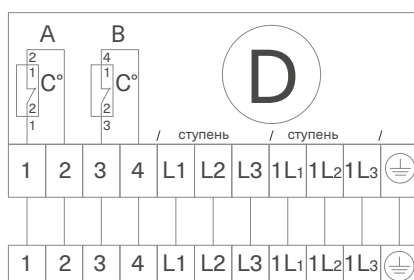 A B
2 4
1 C° 1 C° D
2 2
1 3
/ ступень / ступень /
1 2 3 4 L1 L2 L3 1L1 1L2 1L3
1 2 3 4 L1 L2 L3 1L1 1L2 1L3